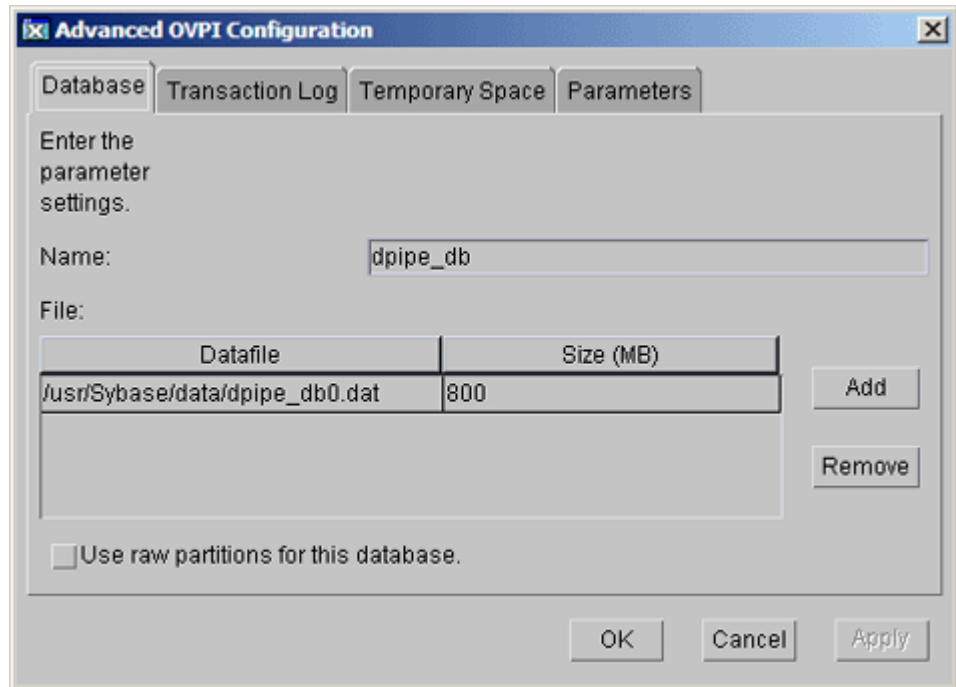 Advanced OVPI Configuration
Database Transaction Log Temporary Space Parameters
Enter the
parameter
settings.
Name: dpipe_db
File:
Datafile Size (MB)
/usr/Sybase/data/dpipe_db0.dat 800
Add
Remove
Use raw partitions for this database.
OK Cancel Apply